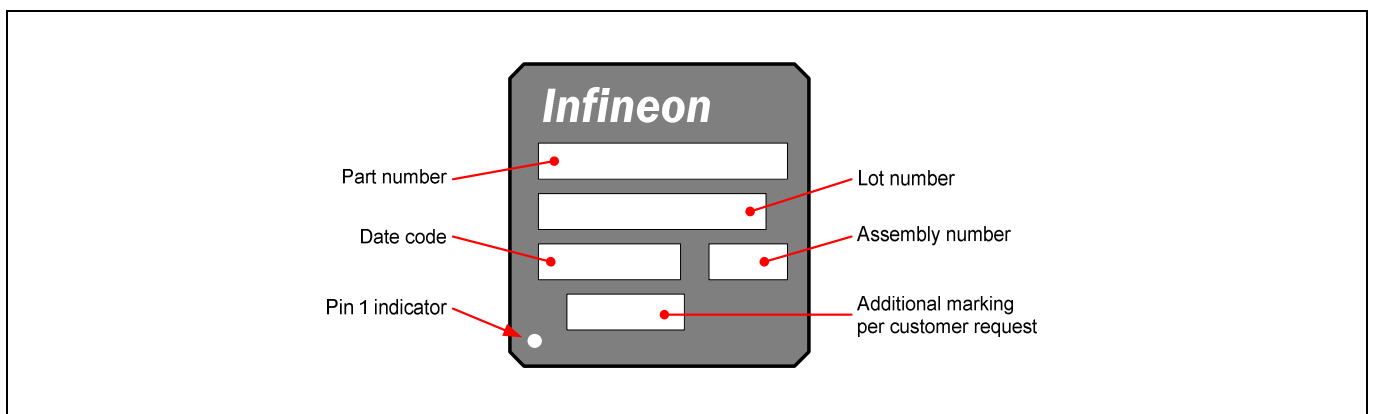 Infineon
Part number
Lot number
Date code
Assembly number
Pin 1 indicator
Additional marking
per customer request